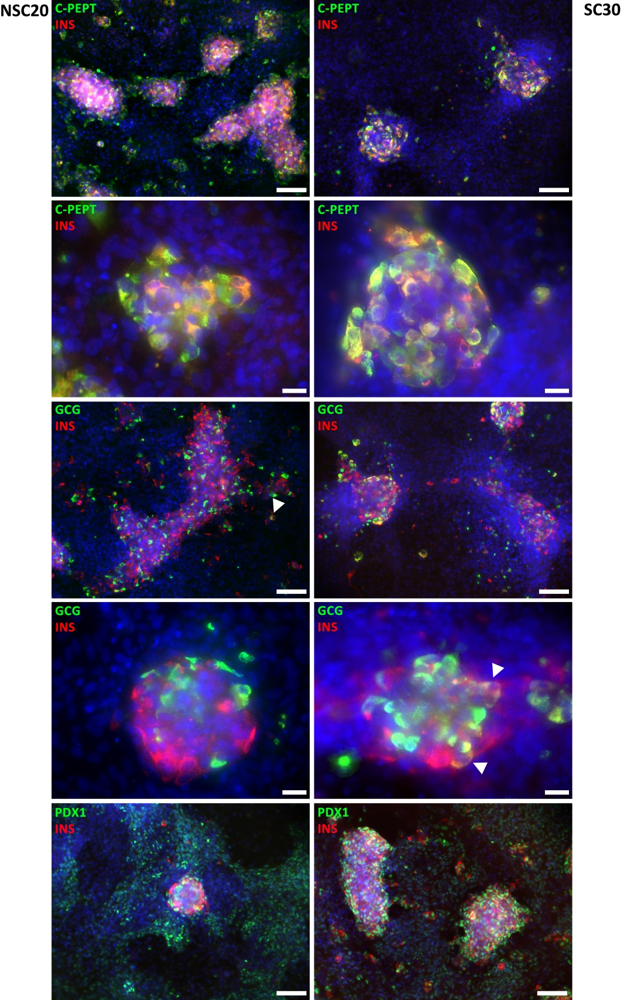 NSC20
SC30
C-PEPT
INS
C-PEPT
INS
C-PEPT
INS
C-PEPT
INS
GCG
INS
GCG
INS
GCG
INS
GCG
INS
PDX1
INS
PDX1
INS